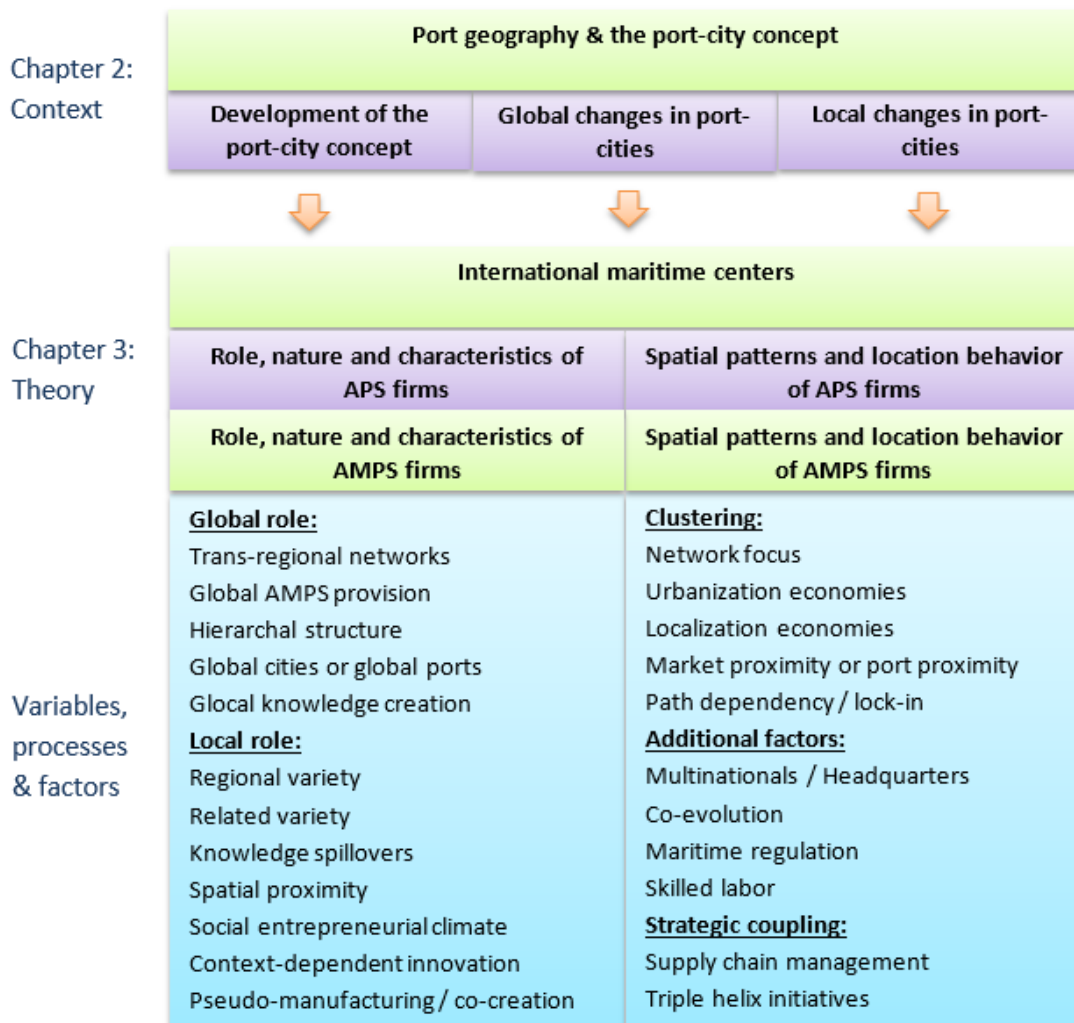 Port geography & the port-city concept
Chapter 2:
Context
Development of the
port-city concept
Global changes in port-
cities
Local changes in port-
cities
International maritime centers
Chapter 3:
Theory
Role, nature and characteristics of
APS firms
Spatial patterns and location behavior
of APS firms
Role, nature and characteristics of
AMPS firms
Spatial patterns and location behavior
of AMPS firms
Variables,
processes
& factors
Global role:
Trans-regional networks
Global AMPS provision
Hierarchal structure
Global cities or global ports
Glocal knowledge creation
Local role:
Regional variety
Related variety
Knowledge spillovers
Spatial proximity
Social entrepreneurial climate
Context-dependent innovation
Pseudo-manufacturing / co-creation
Clustering:
Network focus
Urbanization economies
Localization economies
Market proximity or port proximity
Path dependency / lock-in
Additional factors:
Multinationals / Headquarters
Co-evolution
Maritime regulation
Skilled labor
Strategic coupling:
Supply chain management
Triple helix initiatives